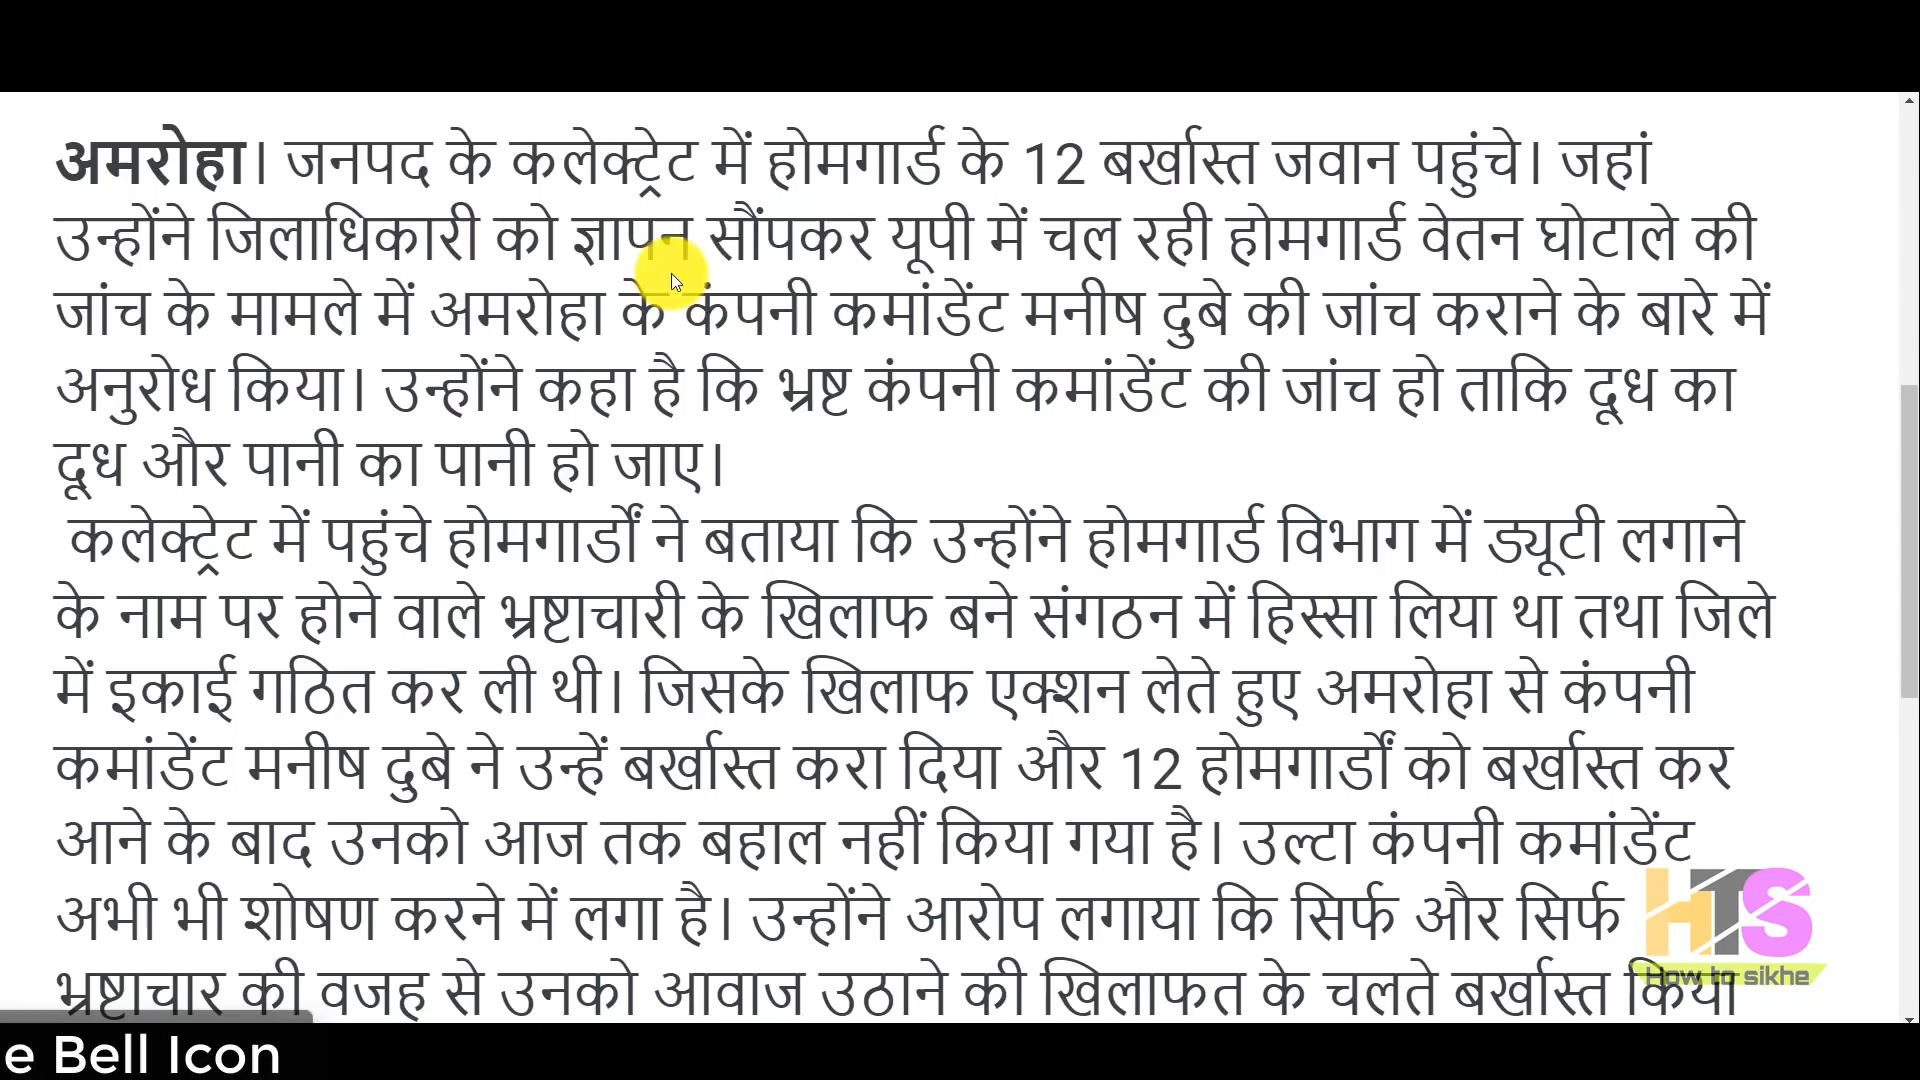 अमरोहा। जनपद के कलेक्ट्रेट में होमगार्ड के 12 बर्खास्त जवान पहुंचे। जहां
उन्होंने जिलाधिकारी को ज्ञापन सौंपकर यूपी में चल रही होमगार्ड वेतन घोटाले की
जांच के मामले में अमरोहा के कंपनी कमांडेंट मनीष दुबे की जांच कराने के बारे में
अनुरोध किया। उन्होंने कहा है कि भ्रष्ट कंपनी कमांडेंट की जांच हो ताकि दूध का
दूध और पानी का पानी हो जाए।
कलेक्ट्रेट में पहुंचे होमगार्डों ने बताया कि उन्होंने होमगार्ड विभाग में ड्यूटी लगाने
के नाम पर होने वाले भ्रष्टाचारी के खिलाफ बने संगठन में हिस्सा लिया था तथा जिले
में इकाई गठित कर ली थी। जिसके खिलाफ एक्शन लेते हुए अमरोहा से कंपनी
कमांडेंट मनीष दुबे ने उन्हें बर्खास्त करा दिया और 12 होमगार्डों को बर्खास्त कर
आने के बाद उनको आज तक बहाल नहीं किया गया है। उल्टा कंपनी कमांडेंट
अभी भी शोषण करने में लगा है। उन्होंने आरोप लगाया कि सिर्फ और सिर्फ
भ्रष्टाचार की वजह से उनको आवाज उठाने की खिलाफत के चलते बर्खास्त किया
HTS
How to sikhe
e Bell Icon